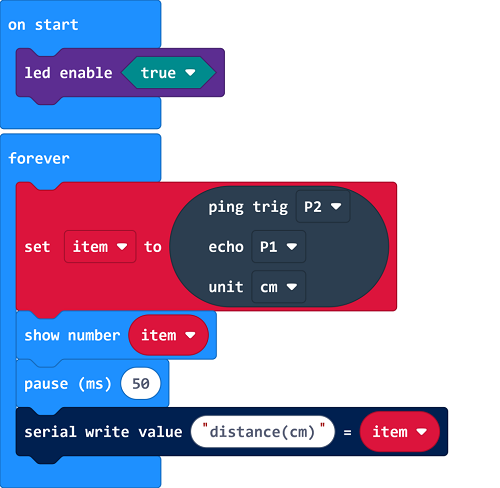 on start
led enable true
forever
ping trig P2
set item to echo P1
unit cm
show number item
pause (ms) 50
serial write value "distance(cm)" = item